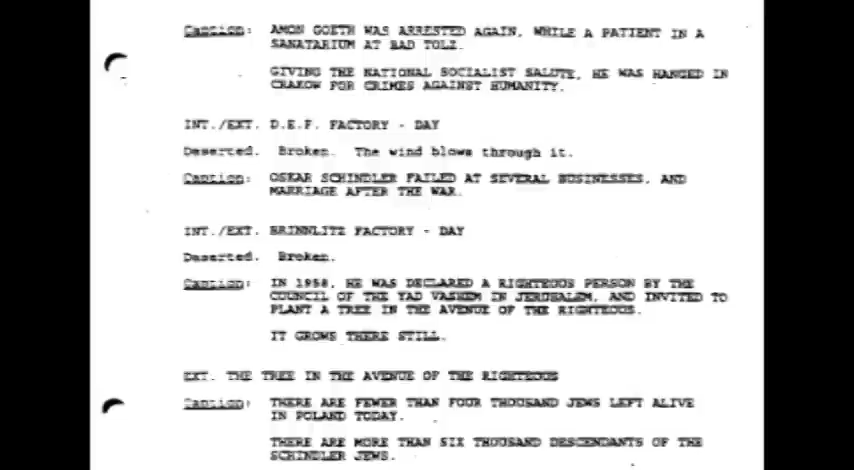 Caption: AMON GOETH WAS ARRESTED AGAIN, WHILE A PATIENT IN A
SANATARIUM AT BAD TOLZ.
GIVING THE NATIONAL SOCIALIST SALUTE, HE WAS HANGED IN
CRAKOW FOR CRIMES AGAINST HUMANITY.
INT./EXT. D.E.F. FACTORY - DAY
Deserted. Broken. The wind blows through it.
Caption: OSKAR SCHINDLER FAILED AT SEVERAL BUSINESSES, AND
MARRIAGE AFTER THE WAR.
INT./EXT. BRINNLITZ FACTORY - DAY
Deserted. Broken.
Caption: IN 1958, HE WAS DECLARED A RIGHTEOUS PERSON BY THE
COUNCIL OF THE YAD VASHEM IN JERUSALEM, AND INVITED TO
PLANT A TREE IN THE AVENUE OF THE RIGHTEOUS.
IT GROWS THERE STILL.
EXT. THE TREE IN THE AVENUE OF THE RIGHTEOUS
Caption: THERE ARE FEWER THAN FOUR THOUSAND JEWS LEFT ALIVE
IN POLAND TODAY.
THERE ARE MORE THAN SIX THOUSAND DESCENDANTS OF THE
SCHINDLER JEWS.